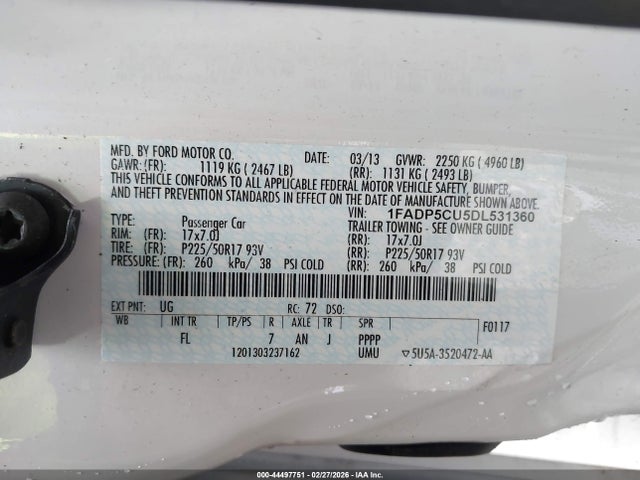 MFD. BY FORD MOTOR CO. DATE: 03/13 GVWR: 2250 KG ( 4960 LB)
GAWR: (FR): 1119 KG ( 2467 LB) (RR): 1131 KG ( 2493 LB)
THIS VEHICLE CONFORMS TO ALL APPLICABLE FEDERAL MOTOR VEHICLE SAFETY, BUMPER,
AND THEFT PREVENTION STANDARDS IN EFFECT ON THE DATE OF MANUFACTURE SHOWN ABOVE.
VIN: 1FADP5CU5DL531360
TYPE: Passenger Car TRAILER TOWING - SEE OWNER GUIDE
RIM: (FR): 17x7.0J (RR): 17x7.0J
TIRE: (FR): P225/50R17 93V (RR): P225/50R17 93V
PRESSURE: (FR): 260 kPa/ 38 PSI COLD (RR): 260 kPa/ 38 PSI COLD
EXT PNT: UG RC: 72 DSO:
WB INT TR TP/PS R AXLE TR SPR F0117
FL 7 AN J PPPP
1201303237162 UMU ▽5U5A-3520472-AA
000-44497751 - 02/27/2026 - COPART © IAA HOLDINGS, LLC